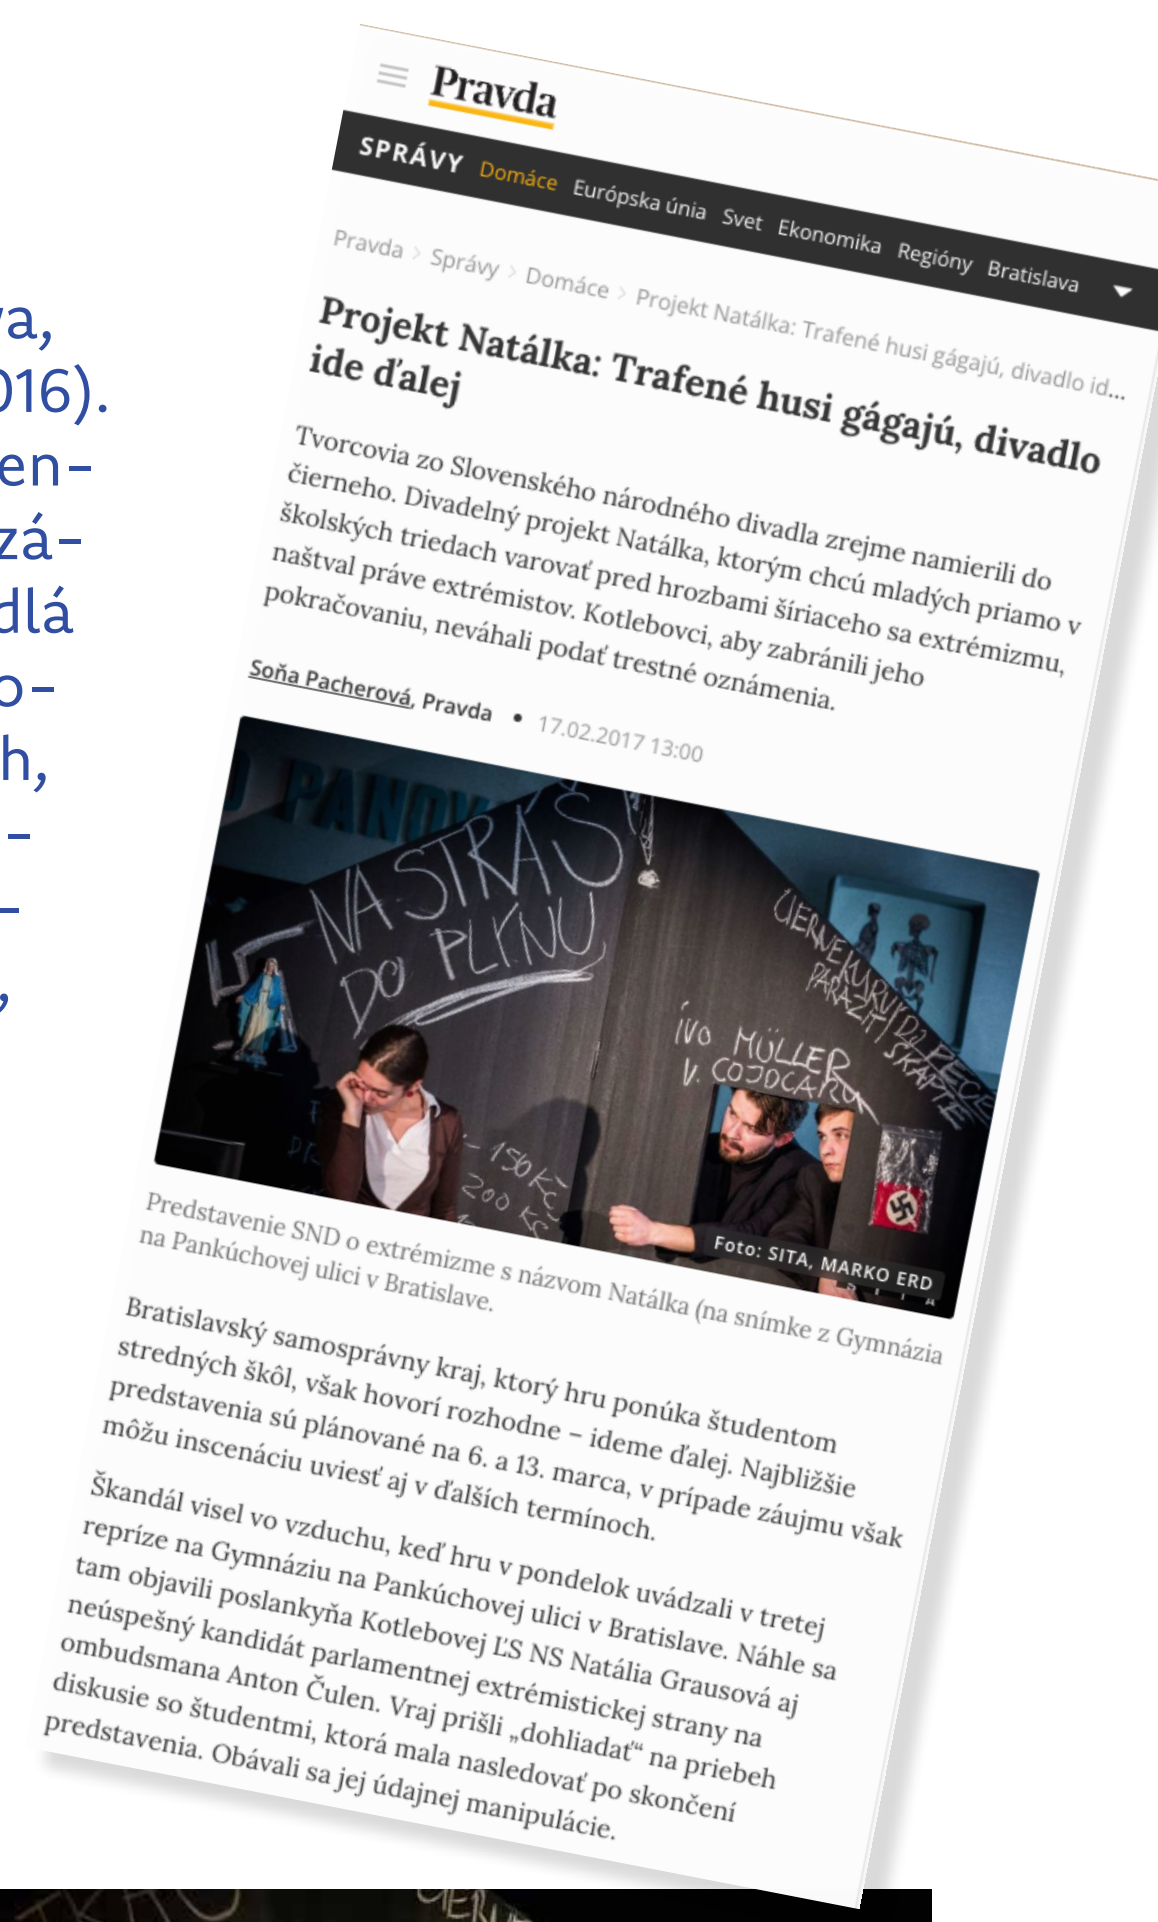 Pravda
SPRÁVY Domáce Európska únia Svet Ekonomika Regióny Bratislava
Pravda > Správy > Domáce > Projekt Natálka: Trafené husi gágajú, divadlo id...
Projekt Natálka: Trafené husi gágajú, divadlo
ide ďalej
Tvorcovia zo Slovenského národného divadla zrejme namierili do
čierneho. Divadelný projekt Natálka, ktorým chcú mladých priamo v
školských triedach varovať pred hrozbami šíriaceho sa extrémizmu,
naštval práve extrémistov. Kotlebovci, aby zabránili jeho
pokračovaniu, neváhali podať trestné oznámenia.
Soňa Pacherová, Pravda • 17.02.2017 13:00
NA STRÁŠ
DO PLYNU
ČIERNE KURVY DO PECE
PARAZITI SKAPTE
IVO MÜLLER
V. COJOCARU
- 150 KČ
200 KČ
Foto: SITA, MARKO ERD
Predstavenie SND o extrémizme s názvom Natálka (na snímke z Gymnázia
na Pankúchovej ulici v Bratislave.
Bratislavský samosprávny kraj, ktorý hru ponúka študentom
stredných škôl, však hovorí rozhodne – ideme ďalej. Najbližšie
predstavenia sú plánované na 6. a 13. marca, v prípade záujmu však
môžu inscenáciu uviesť aj v ďalších termínoch.
Škandál visel vo vzduchu, keď hru v pondelok uvádzali v tretej
repríze na Gymnáziu na Pankúchovej ulici v Bratislave. Náhle sa
tam objavili poslankyňa Kotlebovej ĽS NS Natália Grausová aj
neúspešný kandidát parlamentnej extrémistickej strany na
ombudsmana Anton Čulen. Vraj prišli „dohliadať“ na priebeh
diskusie so študentmi, ktorá mala nasledovať po skončení
predstavenia. Obávali sa jej údajnej manipulácie.
a,
016).
en-
zá-
dlá
o-
h,
-
-
,